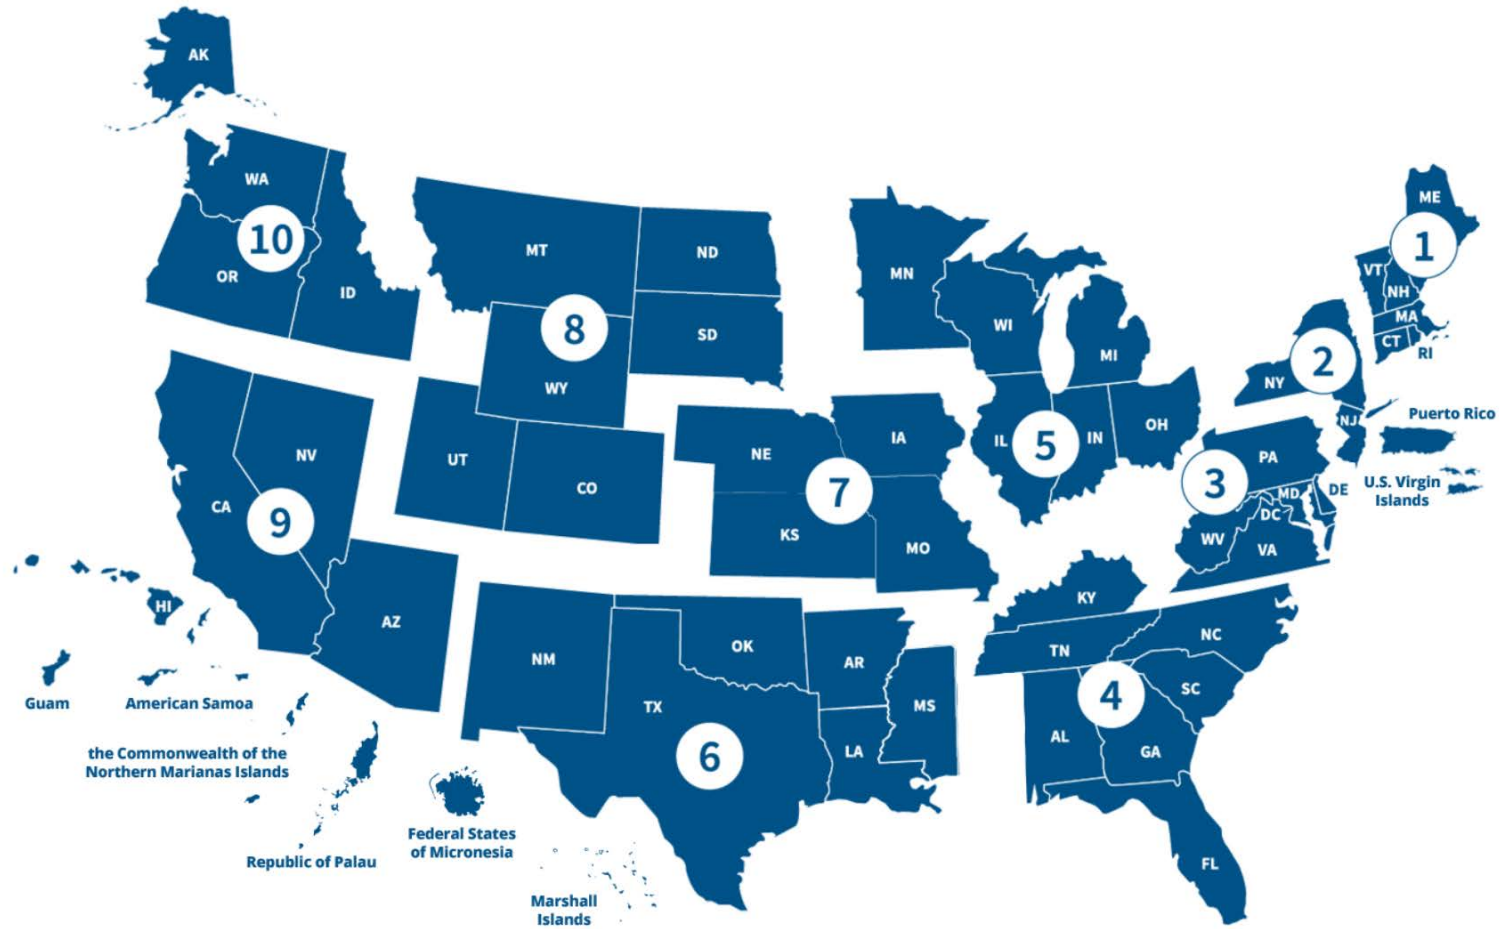 AK
WA
10
OR
ID
MT
ND
8
SD
WY
MN
WI
MI
ME
1
VT
NH
MA
CT
RI
2
NY
NJ
Puerto Rico
U.S. Virgin
Islands
NV
CA
9
UT
CO
AZ
HI
NE
IA
7
KS
MO
IL
5
IN
OH
3
PA
MD
DE
DC
WV
VA
Guam
American Samoa
the Commonwealth of the
Northern Marianas Islands
Republic of Palau
Federal States
of Micronesia
Marshall
Islands
NM
OK
AR
TX
6
LA
MS
KY
TN
NC
4
SC
AL
GA
FL